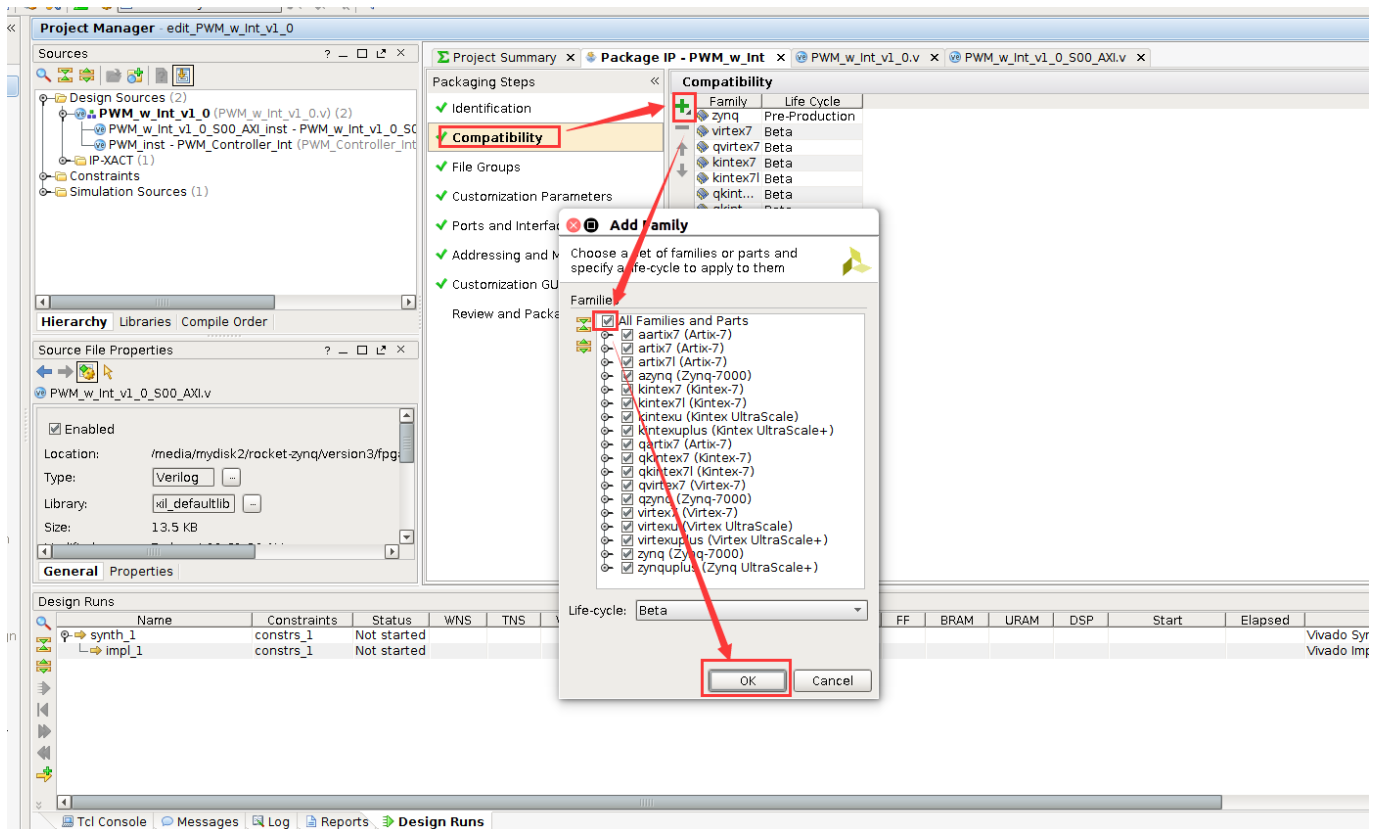 Project Manager - edit_PWM_w_Int_v1_0
Sources
Design Sources (2)
PWM_w_Int_v1_0 (PWM_w_Int_v1_0.v) (2)
PWM_w_Int_v1_0_S00_AXI_inst - PWM_w_Int_v1_0_S0
PWM_inst - PWM_Controller_Int (PWM_Controller_Int
IP-XACT (1)
Constraints
Simulation Sources (1)
Hierarchy Libraries Compile Order
Source File Properties
PWM_w_Int_v1_0_S00_AXI.v
Enabled
Location: /media/mydisk2/rocket-zynq/version3/fpga
Type: Verilog
Library: xil_defaultlib
Size: 13.5 KB
General Properties
Project Summary Package IP - PWM_w_Int PWM_w_Int_v1_0.v PWM_w_Int_v1_0_S00_AXI.v
Packaging Steps
Identification
Compatibility
File Groups
Customization Parameters
Ports and Interfac
Addressing and M
Customization GU
Review and Packa
Compatibility
Family Life Cycle
zynq Pre-Production
virtex7 Beta
qvirtex7 Beta
kintex7 Beta
kintex7l Beta
qkint... Beta
Add Family
Choose a set of families or parts and
specify a life-cycle to apply to them
Families
All Families and Parts
aartix7 (Artix-7)
artix7 (Artix-7)
artix7l (Artix-7)
azynq (Zynq-7000)
kintex7 (Kintex-7)
kintex7l (Kintex-7)
kintexu (Kintex UltraScale)
kintexuplus (Kintex UltraScale+)
qartix7 (Artix-7)
qkintex7 (Kintex-7)
qkintex7l (Kintex-7)
qvirtex7 (Virtex-7)
qzynq (Zynq-7000)
virtex7 (Virtex-7)
virtexu (Virtex UltraScale)
virtexuplus (Virtex UltraScale+)
zynq (Zynq-7000)
zynquplus (Zynq UltraScale+)
Life-cycle: Beta
OK Cancel
Design Runs
Name Constraints Status WNS TNS FF BRAM URAM DSP Start Elapsed
synth_1 constrs_1 Not started Vivado Syn
impl_1 constrs_1 Not started Vivado Imp
Tcl Console Messages Log Reports Design Runs